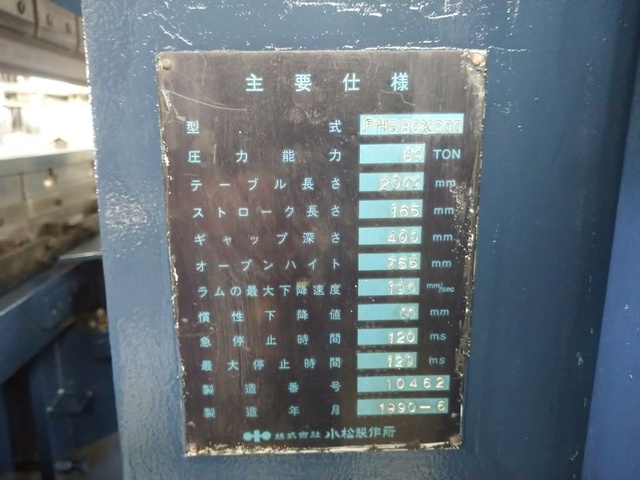 主要仕様
型式 PHS80×200
圧力能力 80 TON
テーブル長さ 2005 mm
ストローク長さ 165 mm
ギャップ深さ 400 mm
オープンハイト mm
ラムの最大下降速度 100 mm/sec
慣性下降値 mm
急停止時間 120 ms
最大停止時間 120 ms
製造番号 10462
製造年月 1990-6
株式会社 小松製作所